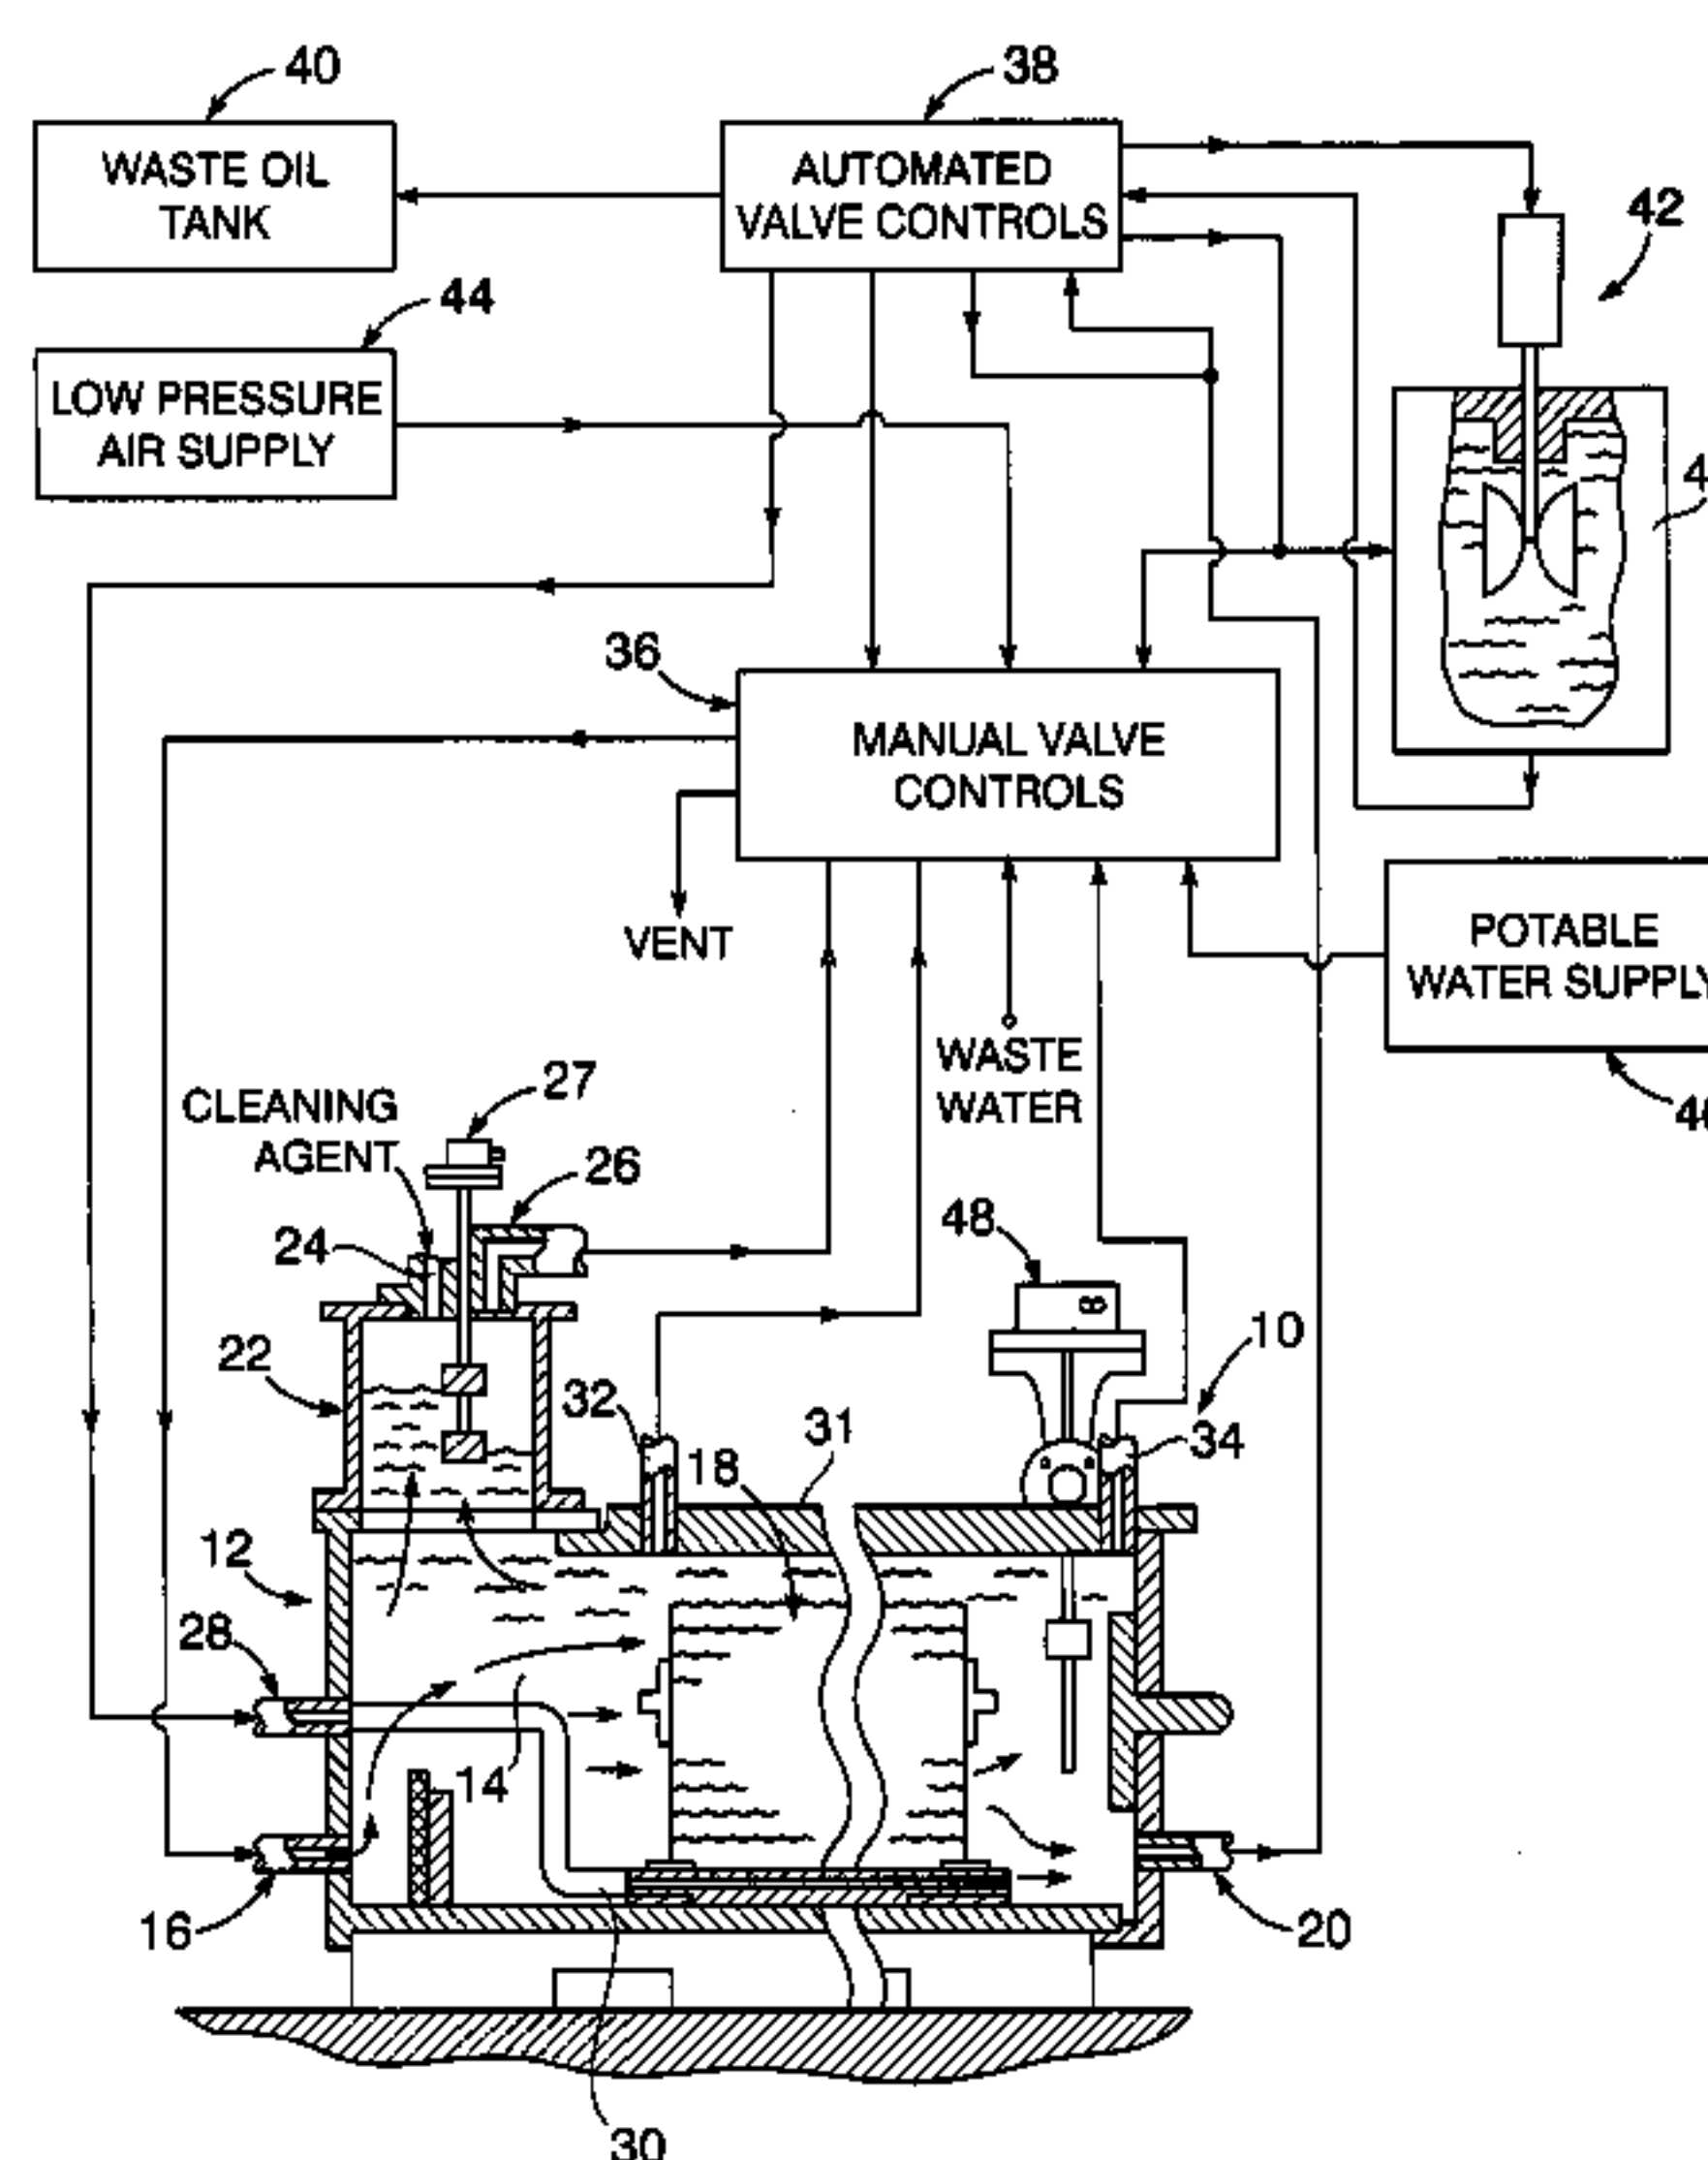 40
38
WASTE OIL
TANK
AUTOMATED
VALVE CONTROLS
42
44
LOW PRESSURE
AIR SUPPLY
36
MANUAL VALVE
CONTROLS
VENT
POTABLE
WATER SUPPLY
WASTE
WATER
27
CLEANING
AGENT
26
24
48
10
22
32
31
18
34
12
28
14
16
20
30